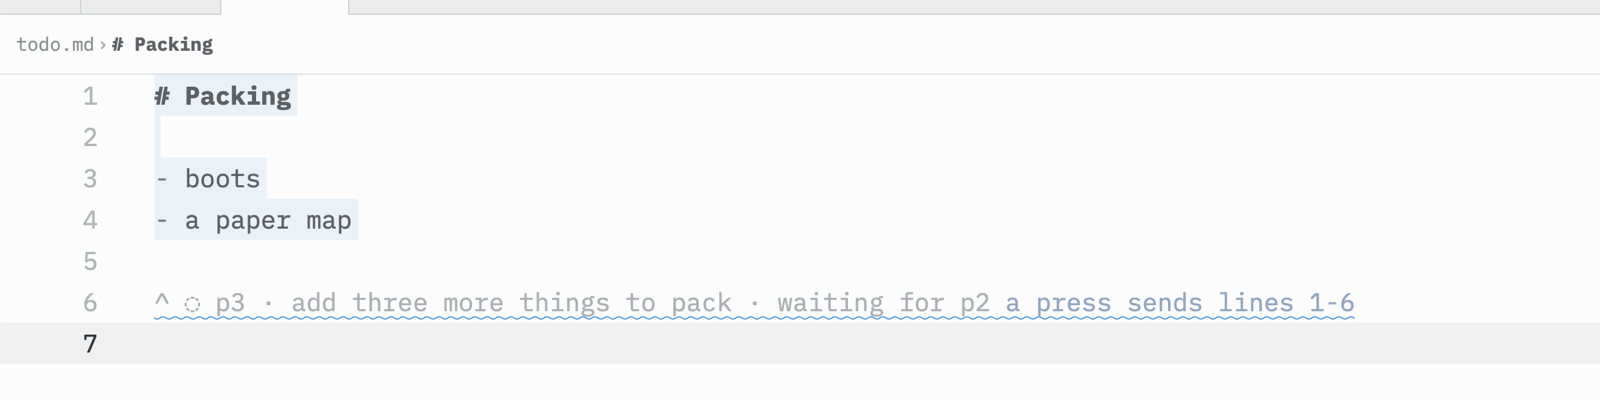 todo.md › # Packing
1 # Packing
2
3 - boots
4 - a paper map
5
6 ^ ◌ p3 · add three more things to pack · waiting for p2 a press sends lines 1-6
7